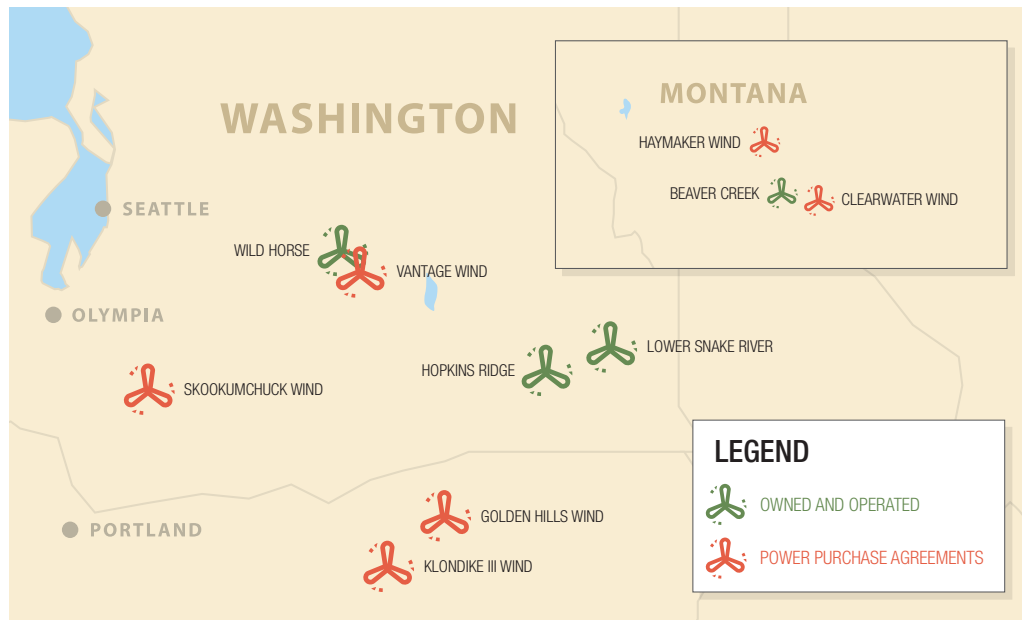 WASHINGTON
MONTANA
HAYMAKER WIND
BEAVER CREEK
CLEARWATER WIND
SEATTLE
WILD HORSE
VANTAGE WIND
OLYMPIA
LOWER SNAKE RIVER
HOPKINS RIDGE
SKOOKUMCHUCK WIND
LEGEND
OWNED AND OPERATED
POWER PURCHASE AGREEMENTS
GOLDEN HILLS WIND
PORTLAND
KLONDIKE III WIND